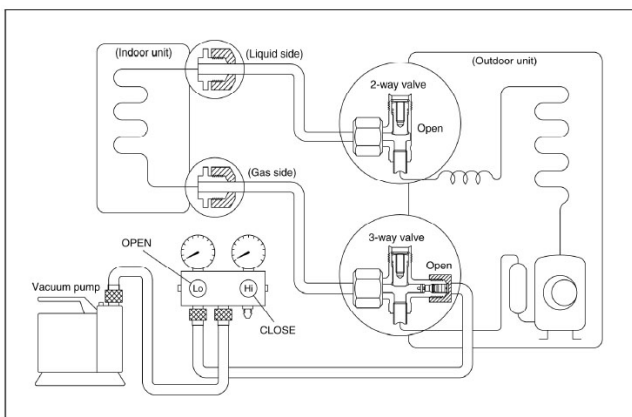 (Indoor unit)
(Liquid side)
(Outdoor unit)
2-way valve
Open
(Gas side)
3-way valve
OPEN
Open
Vacuum pump
Lo
Hi
CLOSE